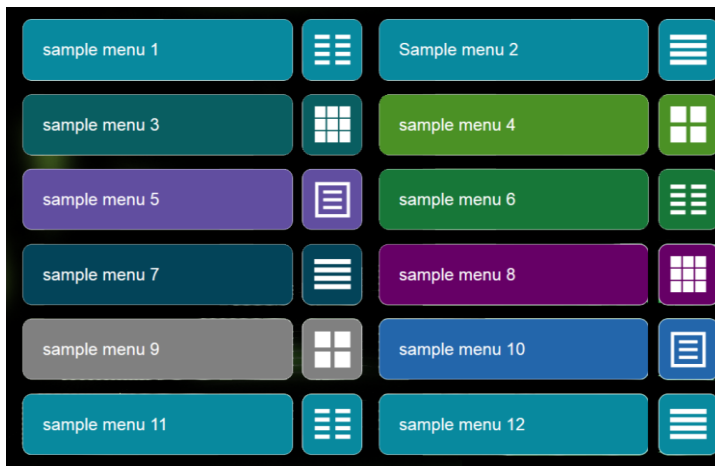 sample menu 1
Sample menu 2
sample menu 3
sample menu 4
sample menu 5
sample menu 6
sample menu 7
sample menu 8
sample menu 9
sample menu 10
sample menu 11
sample menu 12